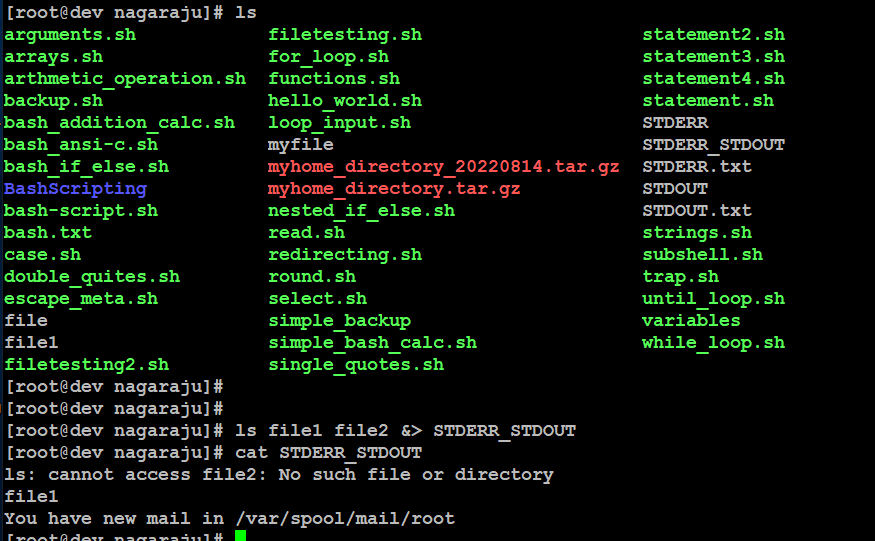 [root@dev nagaraju]# ls
arguments.sh filetesting.sh statement2.sh
arrays.sh for_loop.sh statement3.sh
arthmetic_operation.sh functions.sh statement4.sh
backup.sh hello_world.sh statement.sh
bash_addition_calc.sh loop_input.sh STDERR
bash_ansi-c.sh myfile STDERR_STDOUT
bash_if_else.sh myhome_directory_20220814.tar.gz STDERR.txt
BashScripting myhome_directory.tar.gz STDOUT
bash-script.sh nested_if_else.sh STDOUT.txt
bash.txt read.sh strings.sh
case.sh redirecting.sh subshell.sh
double_quites.sh round.sh trap.sh
escape_meta.sh select.sh until_loop.sh
file simple_backup variables
file1 simple_bash_calc.sh while_loop.sh
filetesting2.sh single_quotes.sh
[root@dev nagaraju]#
[root@dev nagaraju]#
[root@dev nagaraju]# ls file1 file2 &> STDERR_STDOUT
[root@dev nagaraju]# cat STDERR_STDOUT
ls: cannot access file2: No such file or directory
file1
You have new mail in /var/spool/mail/root
[root@dev nagaraju]#